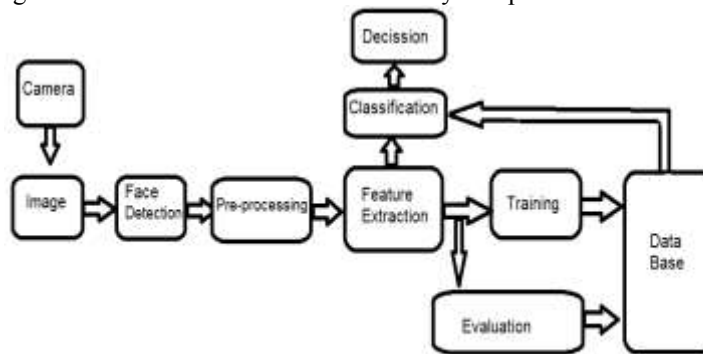 Decission
Camera
Classification
Image
Face
Detection
Pre-processing
Feature
Extraction
Training
Data
Base
Evaluation